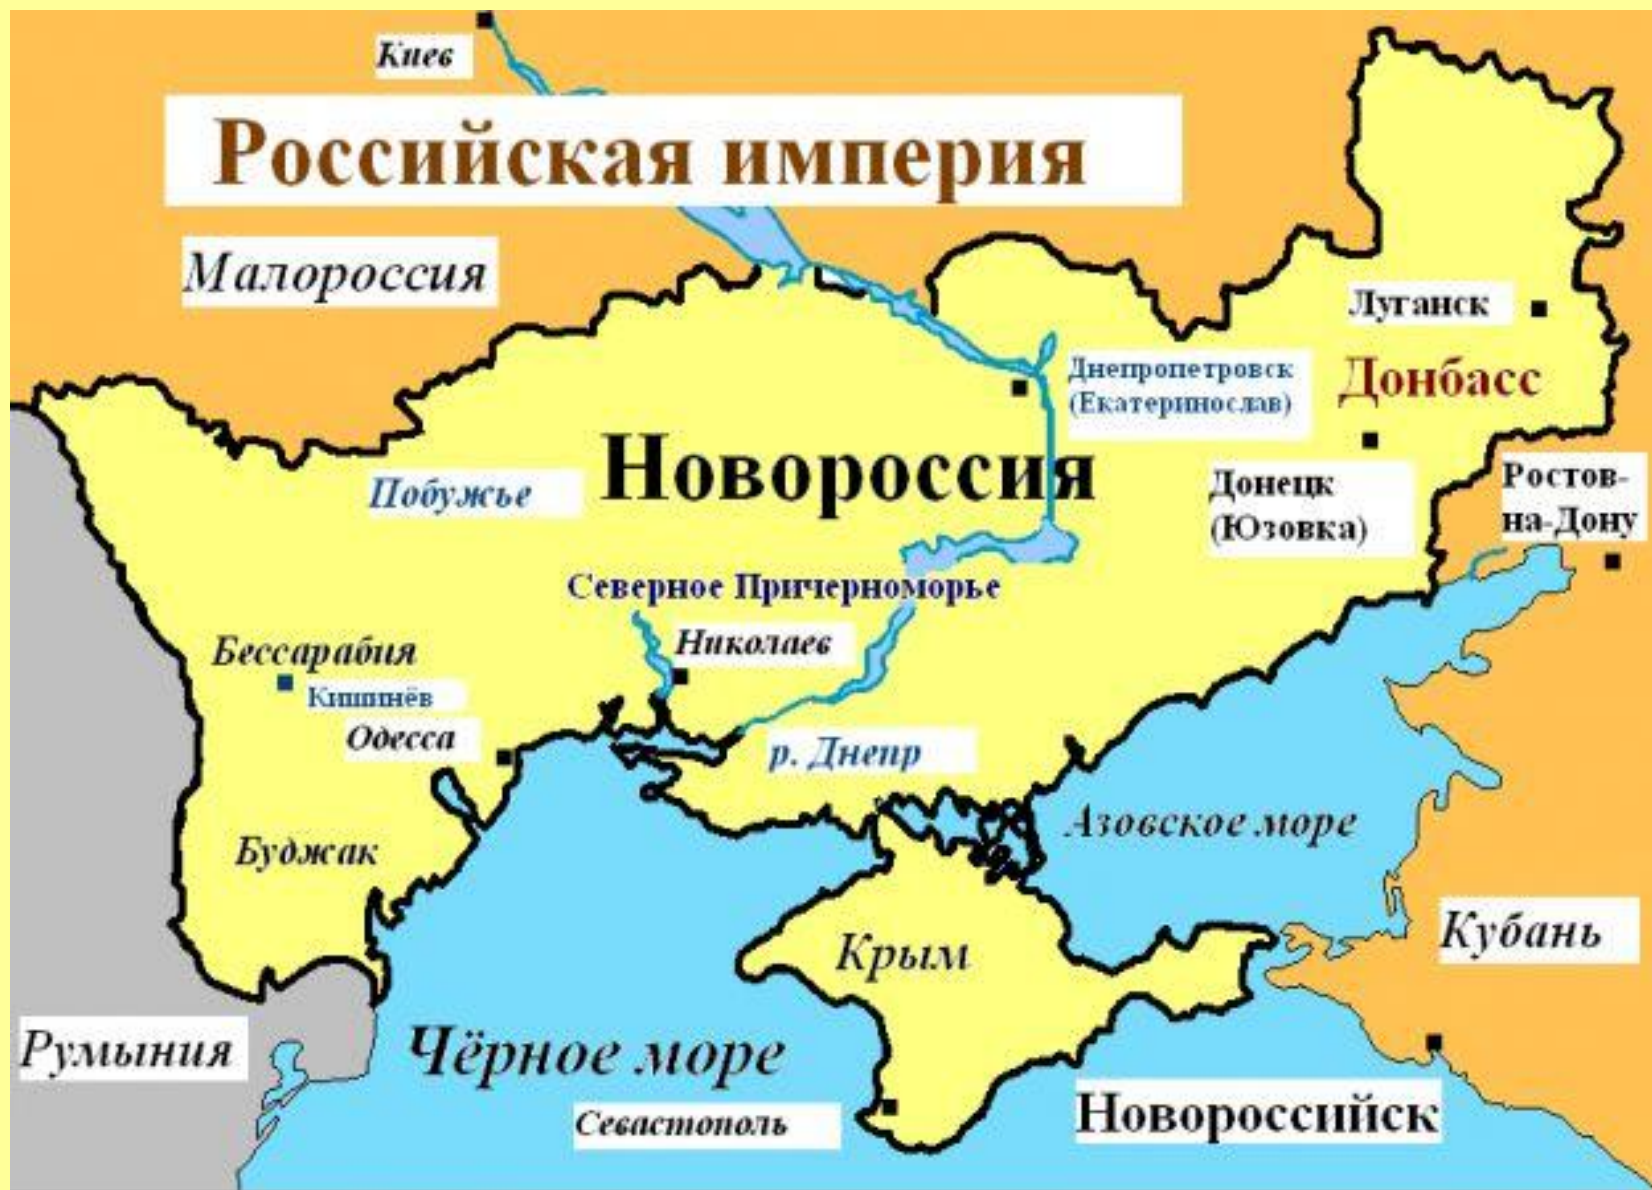 Киев
Российская империя
Малороссия
Луганск
Днепропетровск
(Екатеринослав)
Донбасс
Новороссия
Побужье
Донецк
(Юзовка)
Ростов-
на-Дону
Северное Причерноморье
Николаев
Бессарабия
Кишинёв
Одесса
р. Днепр
Азовское море
Буджак
Кубань
Крым
Румыния
Чёрное море
Севастополь
Новороссийск